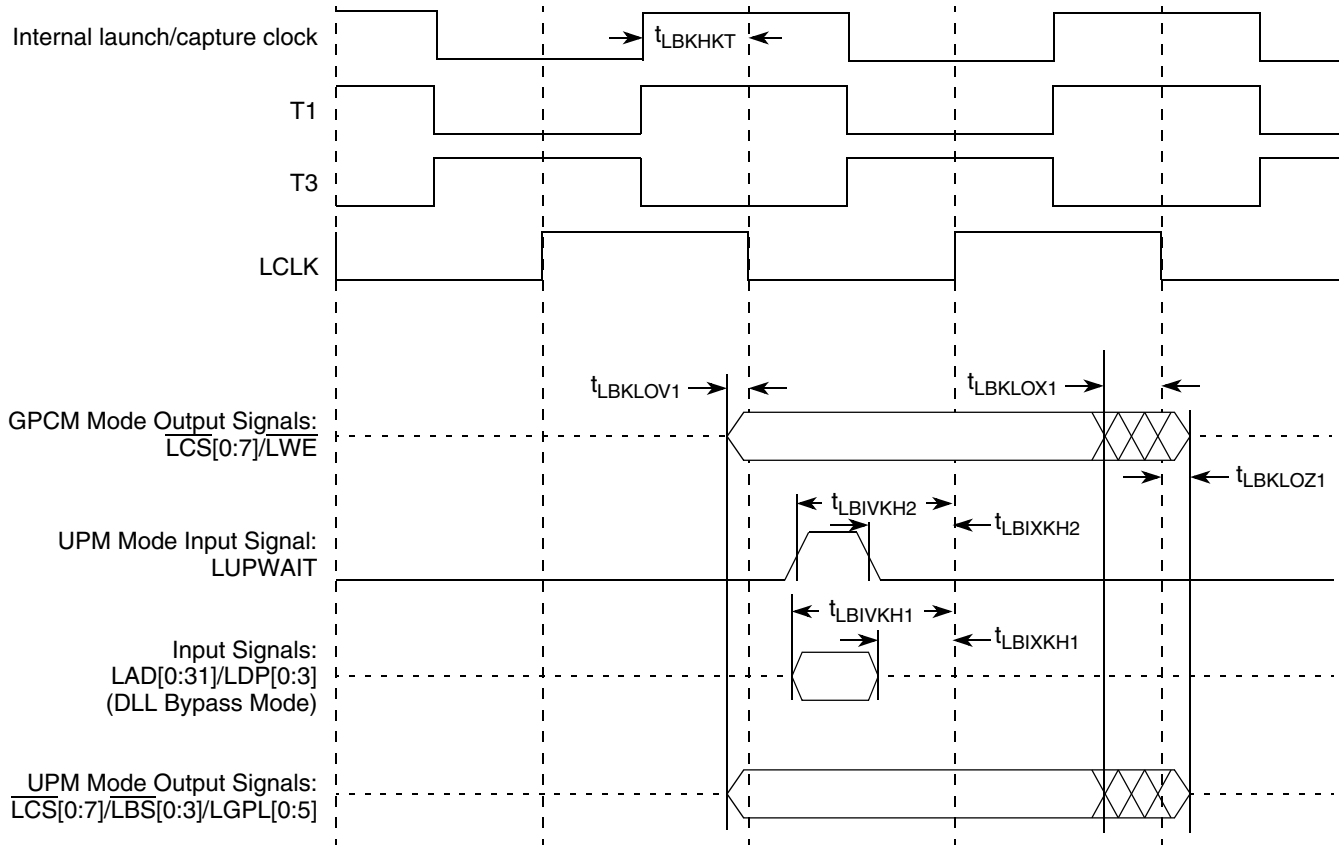 Internal launch/capture clock
tLBKHKT
T1
T3
LCLK
tLBKLOV1
tLBKLOX1
GPCM Mode Output Signals:
LCS[0:7]/LWE
tLBKLOZ1
tLBIVKH2
tLBIXKH2
UPM Mode Input Signal:
LUPWAIT
tLBIVKH1
tLBIXKH1
Input Signals:
LAD[0:31]/LDP[0:3]
(DLL Bypass Mode)
UPM Mode Output Signals:
LCS[0:7]/LBS[0:3]/LGPL[0:5]